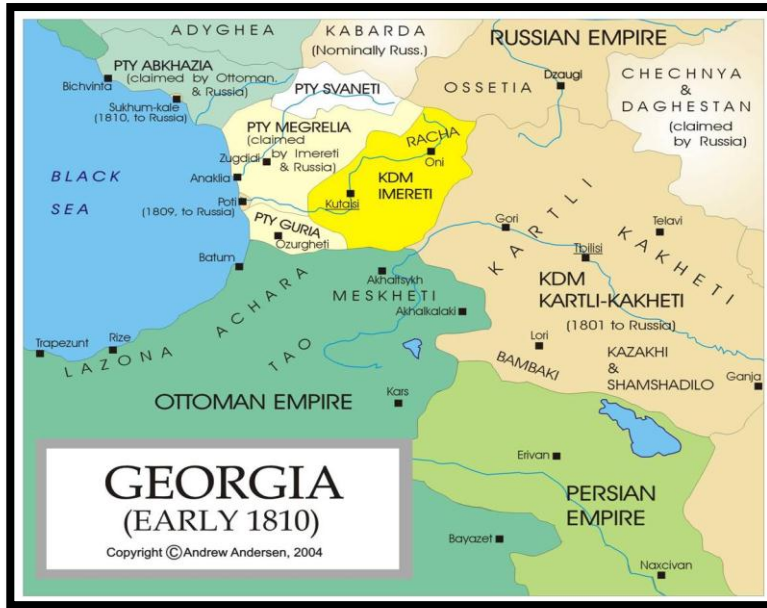 ADYGHEA
KABARDA
(Nominally Russ.)
RUSSIAN EMPIRE
PTY ABKHAZIA
(claimed by Ottoman.
& Russia)
Bichvinta
Sukhum-kale
(1810, to Russia)
PTY SVANETI
OSSETIA
Dzaugi
CHECHNYA
&
DAGHESTAN
(claimed
by Russia)
PTY MEGRELIA
(claimed
by Imereti
& Russia)
Zugdidi
Anaklia
RACHA
Oni
KDM
IMERETI
Kutaisi
BLACK
SEA
Poti
(1809, to Russia)
PTY GURIA
Ozurgheti
Batum
KARTLI
Gori
Telavi
KAKHETI
Tbilisi
KDM
KARTLI-KAKHETI
(1801 to Russia)
Akhaltsykh
MESKHETI
Akhalkalaki
ACHARA
TAO
LAZONA
Trapezunt
Rize
Lori
BAMBAKI
KAZAKHI
&
SHAMSHADILO
Ganja
OTTOMAN EMPIRE
Kars
Erivan
PERSIAN
EMPIRE
Bayazet
Naxcivan
GEORGIA
(EARLY 1810)
Copyright © Andrew Andersen, 2004